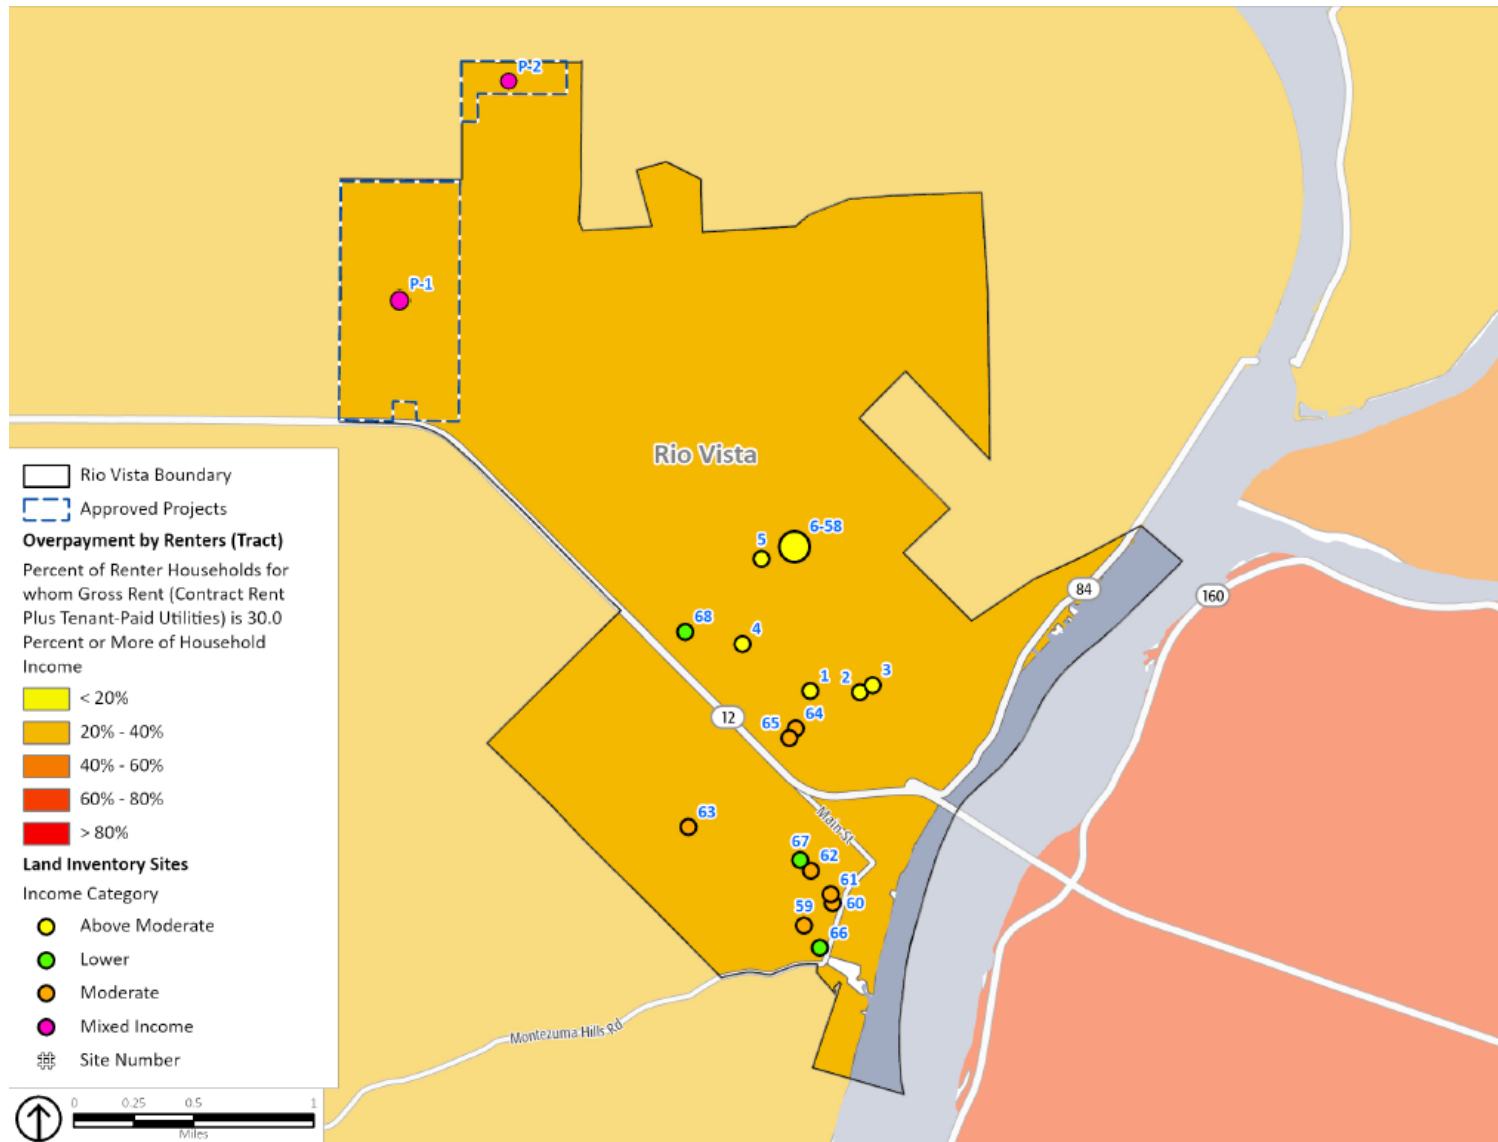 P-2
P-1
Rio Vista
6-58
5
84
160
68
4
1
2
3
12
64
65
63
Main St
67
62
61
60
59
66
Montezuma Hills Rd
Rio Vista Boundary
Approved Projects
Overpayment by Renters (Tract)
Percent of Renter Households for
whom Gross Rent (Contract Rent
Plus Tenant-Paid Utilities) is 30.0
Percent or More of Household
Income
< 20%
20% - 40%
40% - 60%
60% - 80%
> 80%
Land Inventory Sites
Income Category
Above Moderate
Lower
Moderate
Mixed Income
# Site Number
0 0.25 0.5 1
Miles